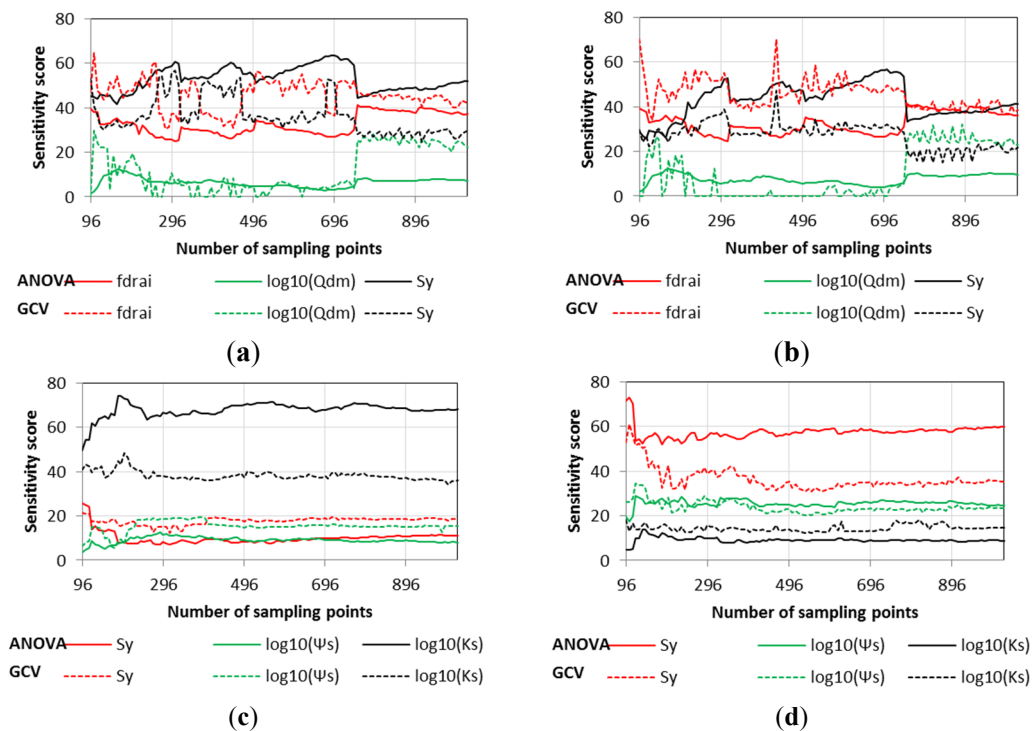 80
60
40
20
0
Sensitivity score
96 296 496 696 896
Number of sampling points
ANOVA fdrai log10(Qdm) Sy
GCV fdrai log10(Qdm) Sy
(a)
80
60
40
20
0
Sensitivity score
96 296 496 696 896
Number of sampling points
ANOVA fdrai log10(Qdm) Sy
GCV fdrai log10(Qdm) Sy
(b)
80
60
40
20
0
Sensitivity score
96 296 496 696 896
Number of sampling points
ANOVA Sy log10(Ψs) log10(Ks)
GCV Sy log10(Ψs) log10(Ks)
(c)
80
60
40
20
0
Sensitivity score
96 296 496 696 896
Number of sampling points
ANOVA Sy log10(Ψs) log10(Ks)
GCV Sy log10(Ψs) log10(Ks)
(d)